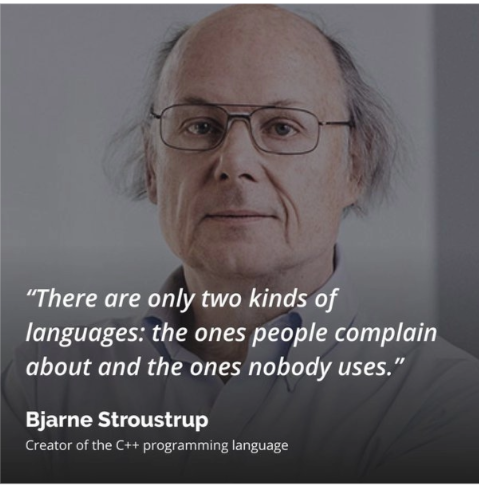 “There are only two kinds of
languages: the ones people complain
about and the ones nobody uses.”
Bjarne Stroustrup
Creator of the C++ programming language